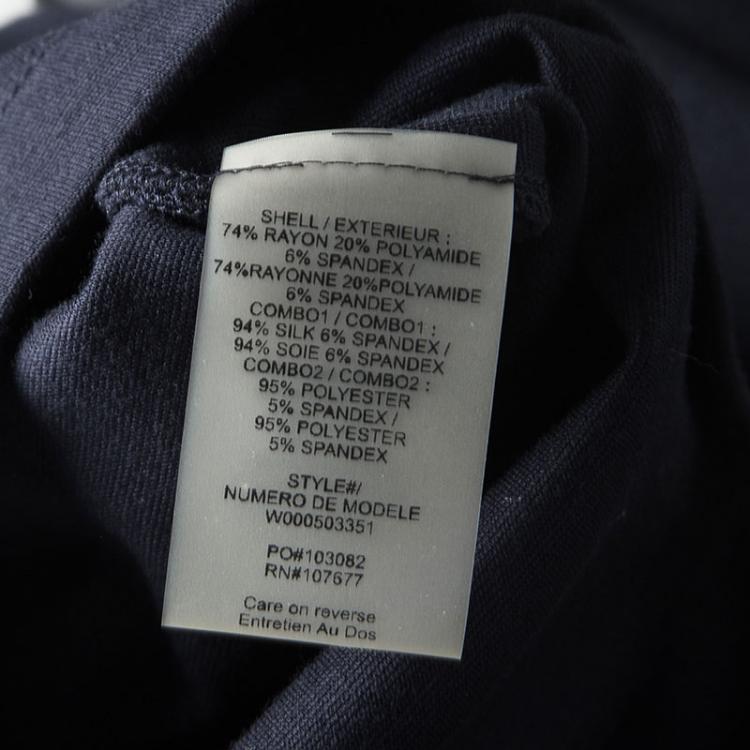 SHELL / EXTERIEUR :
74% RAYON 20% POLYAMIDE
6% SPANDEX /
74%RAYONNE 20%POLYAMIDE
6% SPANDEX
COMBO1 / COMBO1 :
94% SILK 6% SPANDEX /
94% SOIE 6% SPANDEX
COMBO2 / COMBO2 :
95% POLYESTER
5% SPANDEX /
95% POLYESTER
5% SPANDEX
STYLE#/
NUMERO DE MODELE
W000503351
PO#103082
RN#107677
Care on reverse
Entretien Au Dos